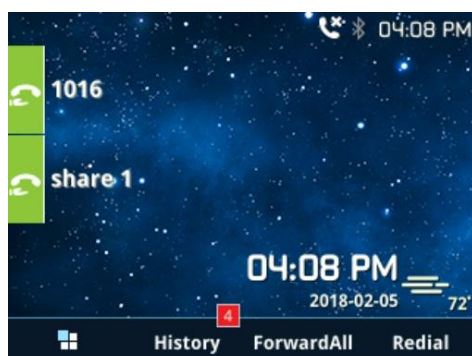 04:08 PM
1016
share 1
04:08 PM
2018-02-05
72°
4
History ForwardAll Redial